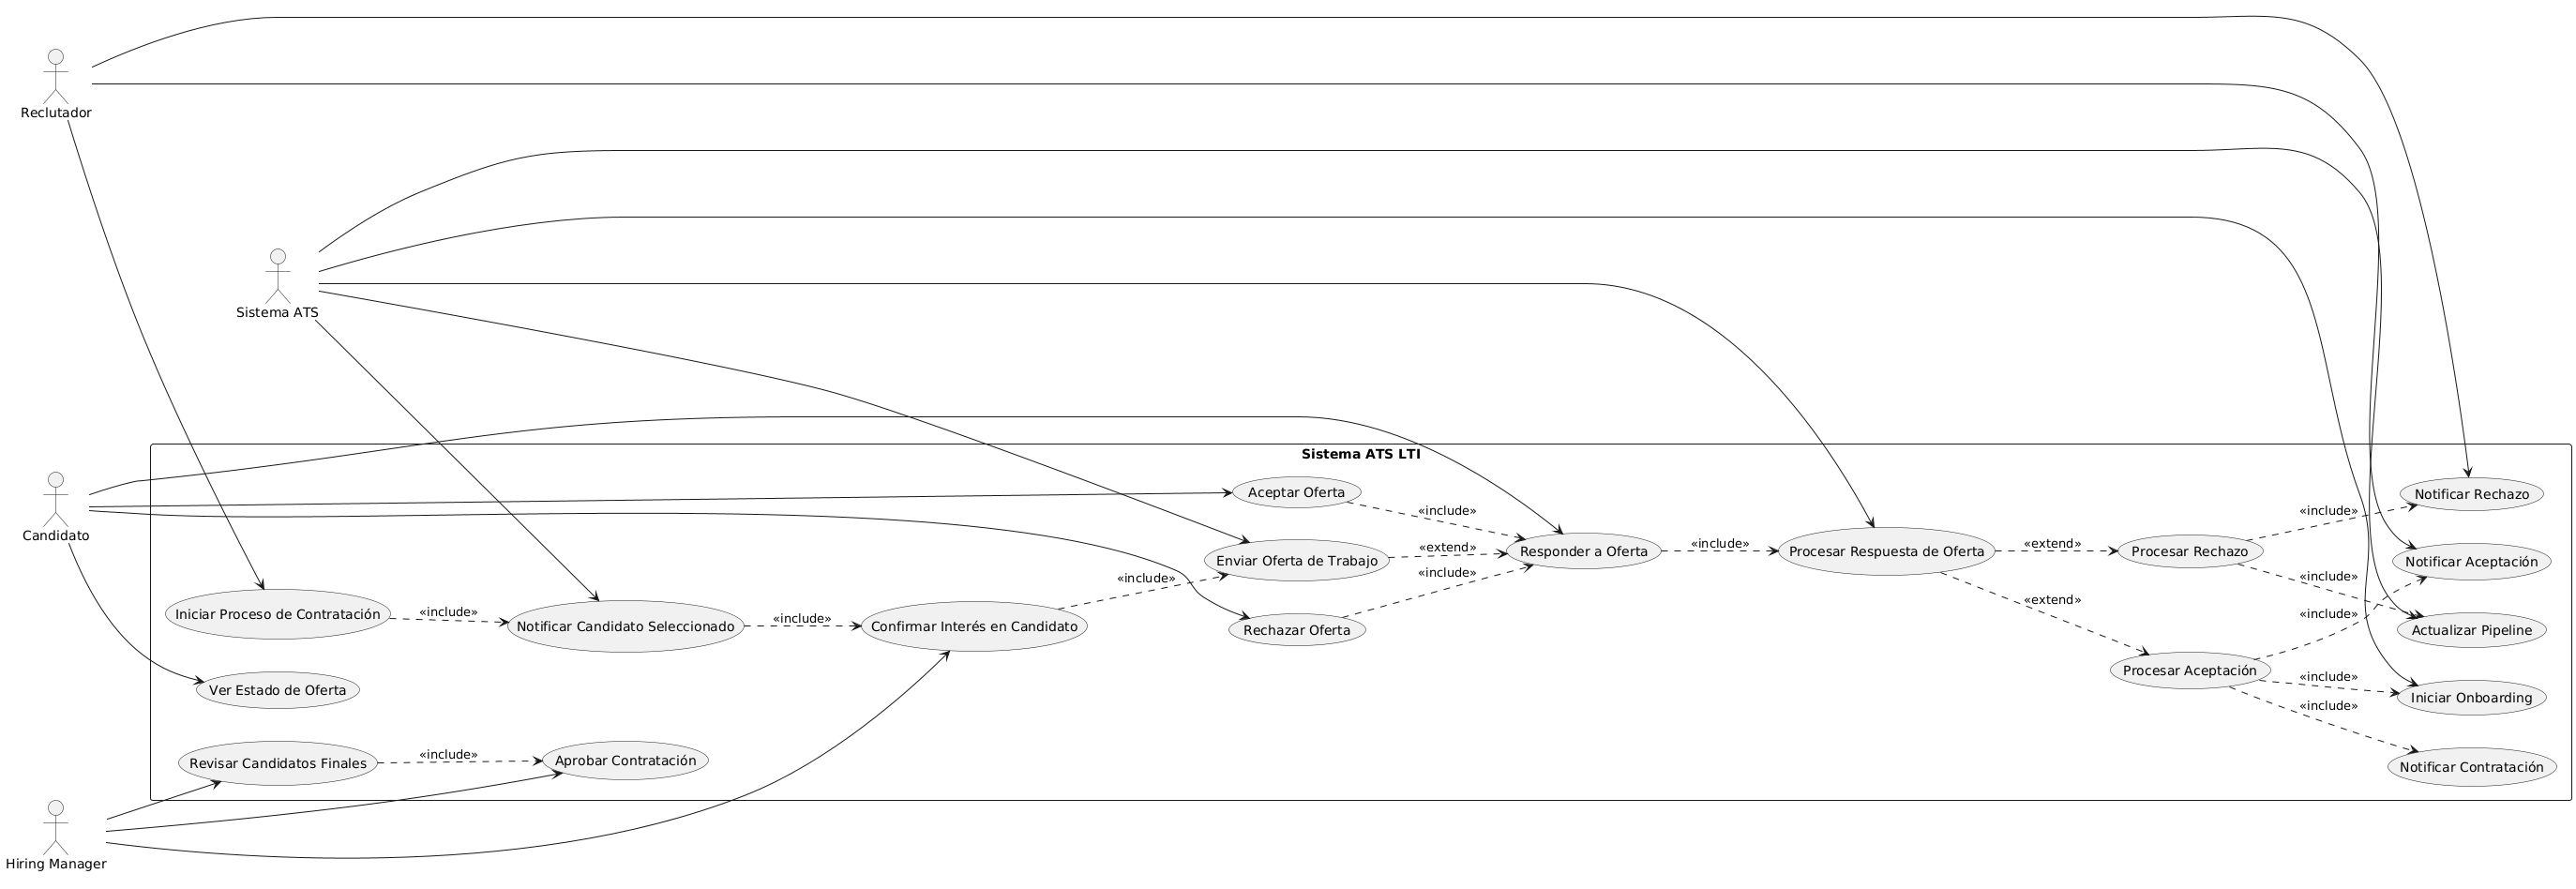 Reclutador
Sistema ATS
Sistema ATS LTI
Candidato
Aceptar Oferta
Notificar Rechazo
«include»
«include»
Enviar Oferta de Trabajo
«extend»
Responder a Oferta
«include»
Procesar Respuesta de Oferta
«extend»
Procesar Rechazo
Notificar Aceptación
«include»
«include»
«include»
Iniciar Proceso de Contratación
«include»
Notificar Candidato Seleccionado
«include»
Confirmar Interés en Candidato
Rechazar Oferta
«extend»
«include»
Actualizar Pipeline
Procesar Aceptación
«include»
Ver Estado de Oferta
Iniciar Onboarding
«include»
Revisar Candidatos Finales
«include»
Aprobar Contratación
Notificar Contratación
Hiring Manager